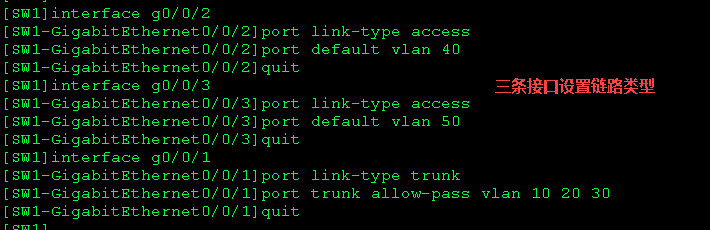 [SW1]interface g0/0/2
[SW1-GigabitEthernet0/0/2]port link-type access
[SW1-GigabitEthernet0/0/2]port default vlan 40
[SW1-GigabitEthernet0/0/2]quit
[SW1]interface g0/0/3
三条接口设置链路类型
[SW1-GigabitEthernet0/0/3]port link-type access
[SW1-GigabitEthernet0/0/3]port default vlan 50
[SW1-GigabitEthernet0/0/3]quit
[SW1]interface g0/0/1
[SW1-GigabitEthernet0/0/1]port link-type trunk
[SW1-GigabitEthernet0/0/1]port trunk allow-pass vlan 10 20 30
[SW1-GigabitEthernet0/0/1]quit
[SW1]